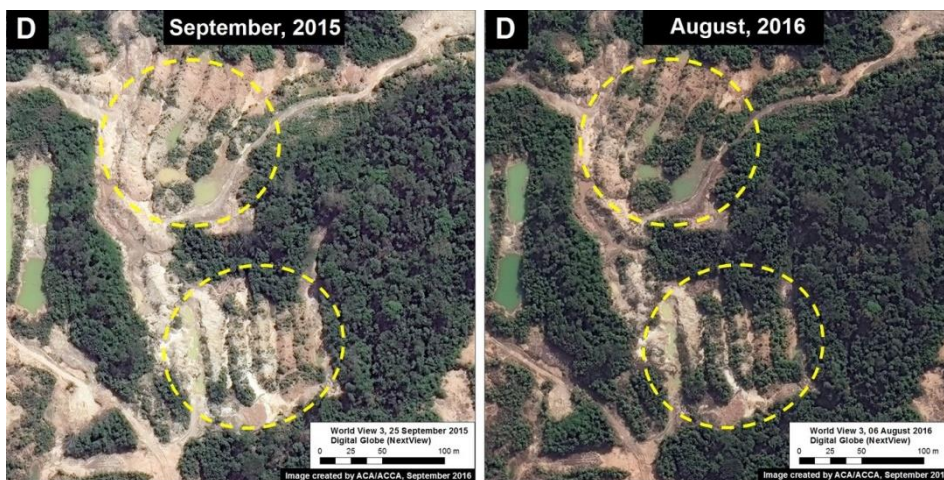 D
September, 2015
World View 3, 25 September 2015
Digital Globe (NextView)
0 25 50 100 m
Image created by ACA/ACCA, September 2016
D
August, 2016
World View 3, 06 August 2016
Digital Globe (NextView)
0 25 50 100 m
Image created by ACA/ACCA, September 201